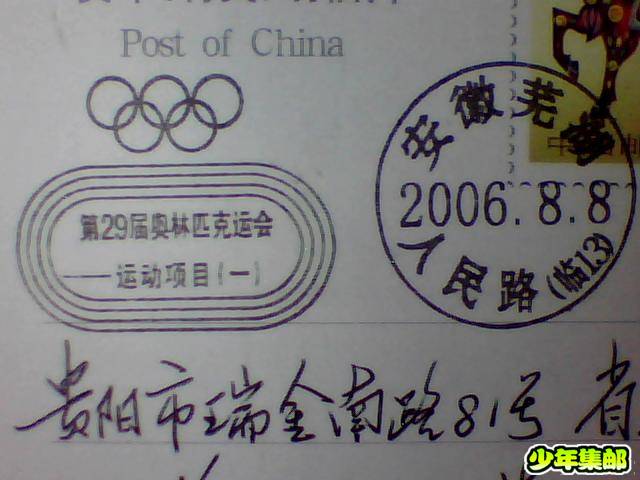 Post of China
安徽芜湖
2006.8.8
人民路(临13)
第29届奥林匹克运会
——运动项目(一)
贵阳市瑞金南路81号 省
少年集邮